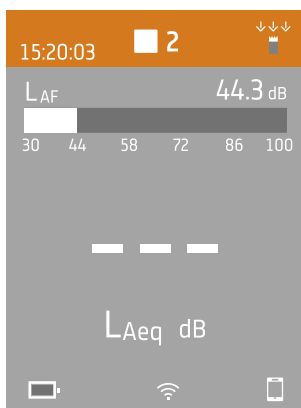 15:20:03 2
LAF 44.3 dB
30 44 58 72 86 100
– – –
LAeq dB